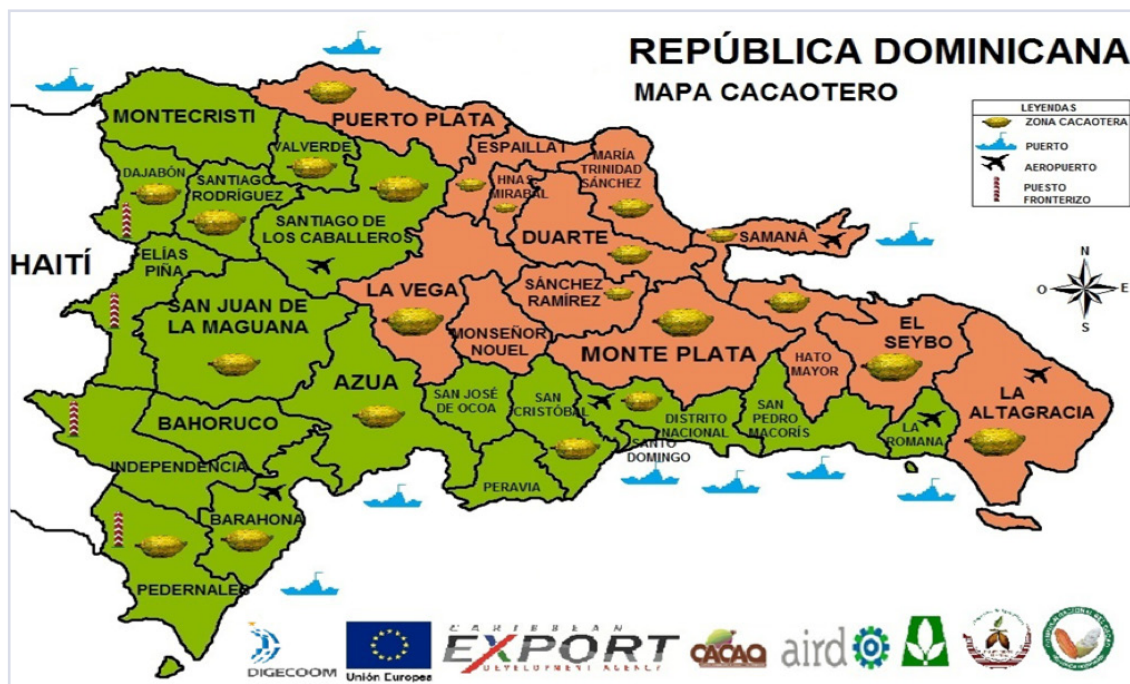 REPÚBLICA DOMINICANA
MAPA CACAOTERO
LEYENDAS
ZONA CACAOTERA
PUERTO
AEROPUERTO
PUESTO
FRONTERIZO
MONTECRISTI
PUERTO PLATA
ESPAILLAT
VALVERDE
MARÍA
TRINIDAD
SÁNCHEZ
DAJABÓN
SANTIAGO
RODRÍGUEZ
HNAS
MIRABAL
SANTIAGO DE
LOS CABALLEROS
DUARTE
SAMANÁ
HAITÍ
ELÍAS
PIÑA
LA VEGA
SÁNCHEZ
RAMÍREZ
SAN JUAN DE
LA MAGUANA
MONSEÑOR
NOUEL
MONTE PLATA
HATO
MAYOR
EL
SEYBO
LA
ALTAGRACIA
AZUA
SAN JOSÉ
DE OCOA
SAN
CRISTÓBAL
DISTRITO
NACIONAL
SAN
PEDRO
MACORÍS
LA
ROMANA
BAHORUCO
SANTO
DOMINGO
INDEPENDENCIA
PERAVIA
BARAHONA
PEDERNALES
N
O
E
S
DIGECOOM
Unión Europea
CARIBBEAN
EXPORT
DEVELOPMENT AGENCY
CACAO
aird